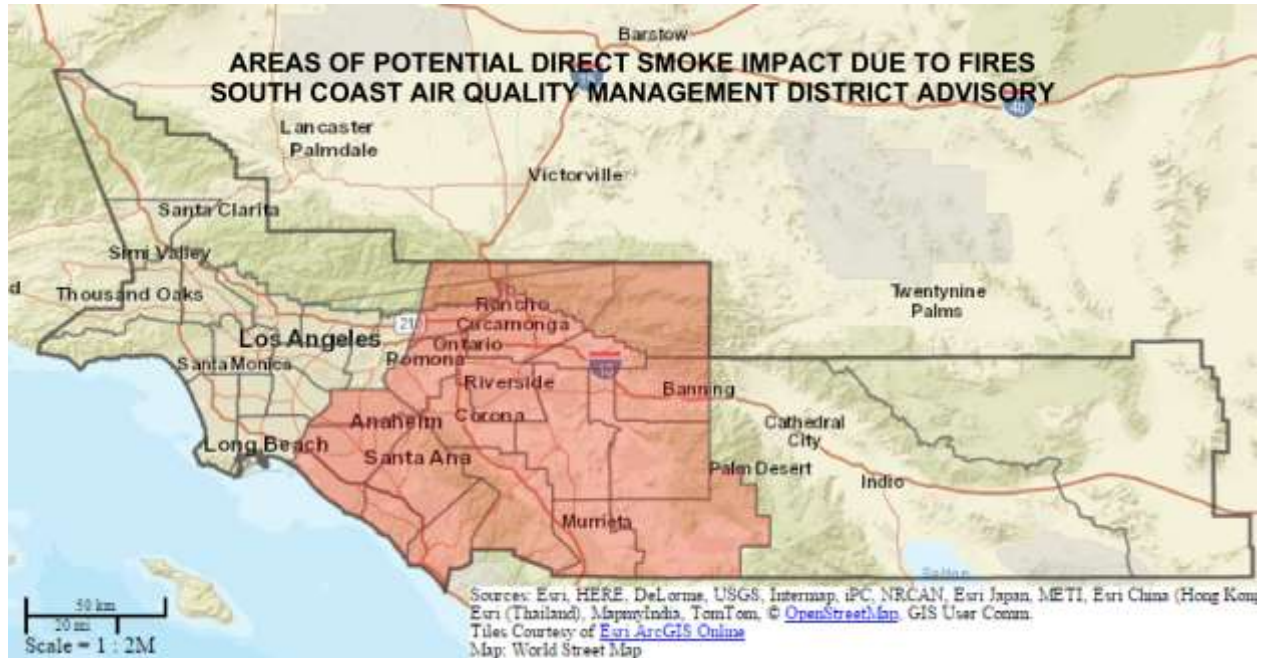 Barstow
AREAS OF POTENTIAL DIRECT SMOKE IMPACT DUE TO FIRES
SOUTH COAST AIR QUALITY MANAGEMENT DISTRICT ADVISORY
40
Lancaster
Palmdale
Victorville
Santa Clarita
Simi Valley
d
Thousand Oaks
Twentynine
Palms
Rancho
Cucamonga
210
Los Angeles
Ontario
Pomona
Santa Monica
Riverside
Banning
Anaheim
Corona
Cathedral
City
Long Beach
Santa Ana
Palm Desert
Indio
Murrieta
Salton
50 km
20 mi
Scale = 1 : 2M
Sources: Esri, HERE, DeLorme, USGS, Intermap, iPC, NRCAN, Esri Japan, METI, Esri China (Hong Kong
Esri (Thailand), MapmyIndia, TomTom, © OpenStreetMap, GIS User Comm.
Tiles Courtesy of Esri ArcGIS Online
Map: World Street Map